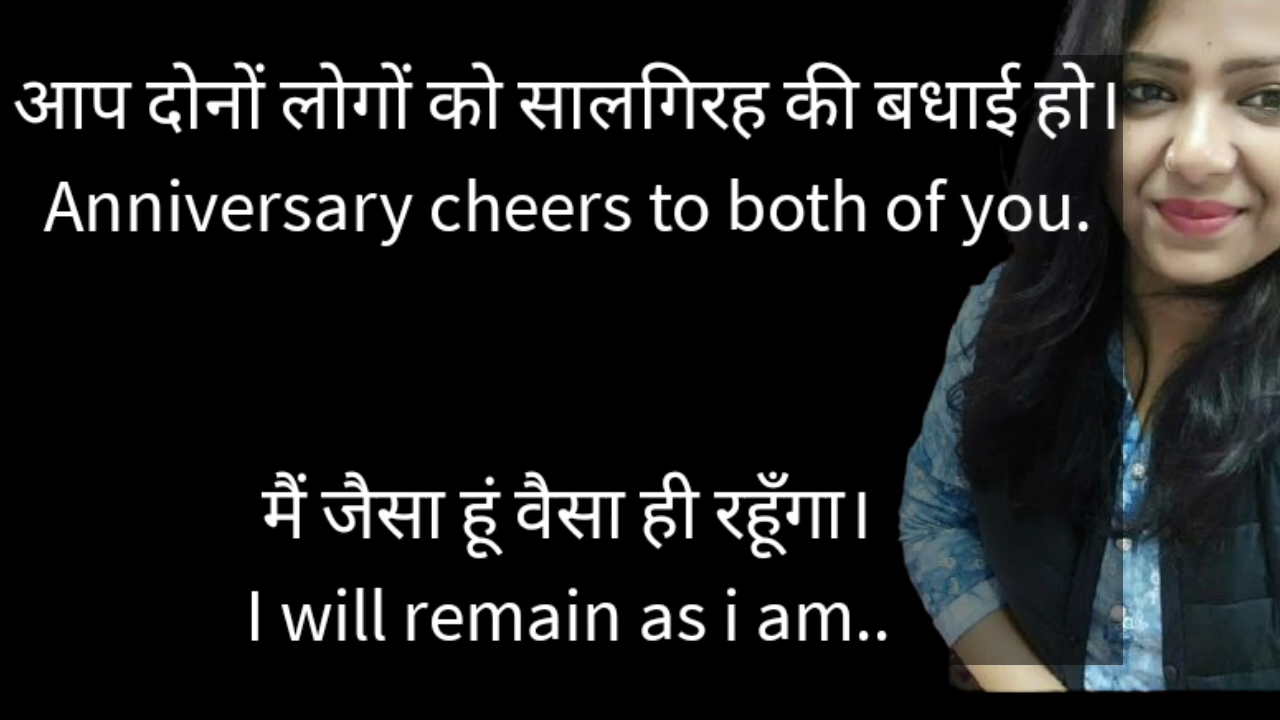 आप दोनों लोगों को सालगिरह की बधाई हो।
Anniversary cheers to both of you.
मैं जैसा हूं वैसा ही रहूँगा।
I will remain as i am..